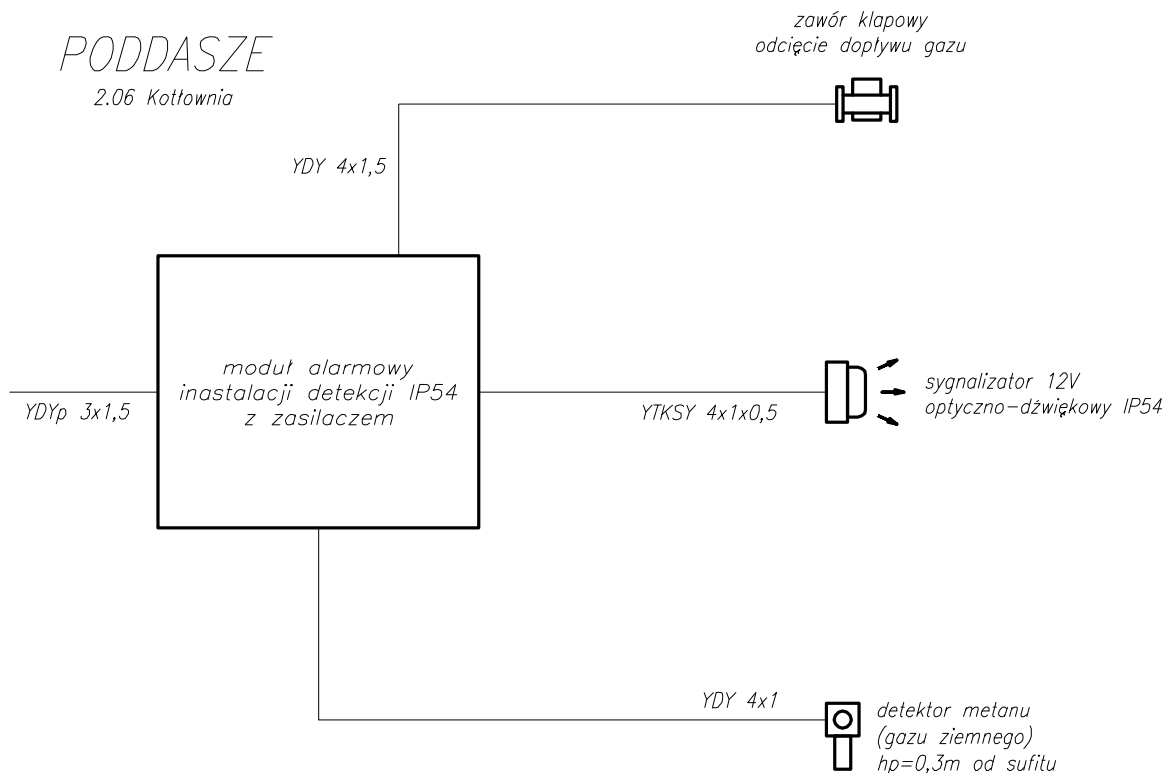 PODDASZE
2.06 Kotłownia
zawór klapowy
odcięcie dopływu gazu
YDY 4x1,5
moduł alarmowy
inastalacji detekcji IP54
z zasilaczem
YDYp 3x1,5
YTKSY 4x1x0,5
sygnalizator 12V
optyczno-dźwiękowy IP54
YDY 4x1
detektor metanu
(gazu ziemnego)
hp=0,3m od sufitu